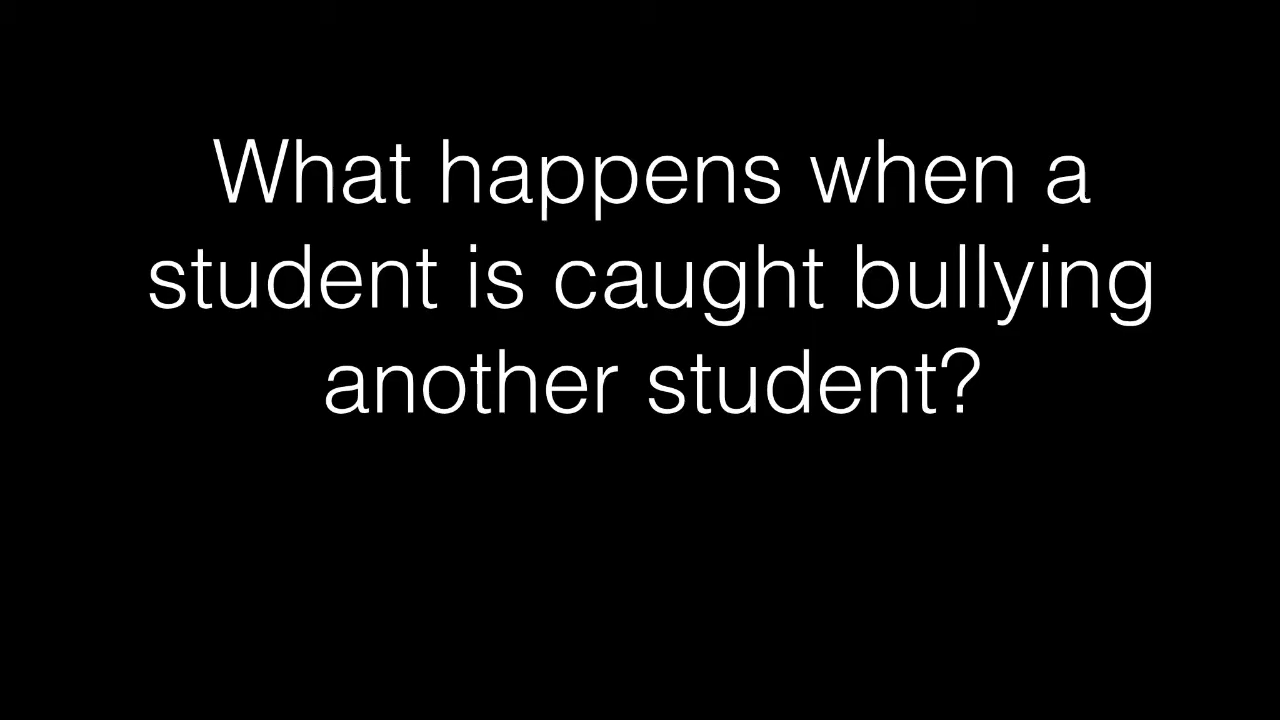 What happens when a
student is caught bullying
another student?